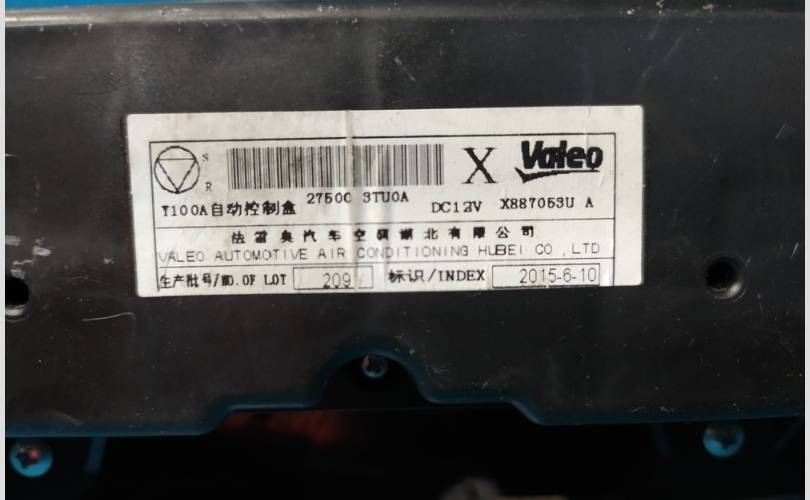 S
R
X
Valeo
Y100A自动控制盒 27500 3TU0A DC12V X887053U A
法雷奥汽车空调湖北有限公司
VALEO AUTOMOTIVE AIR CONDITIONING HUBEI CO.,LTD
生产批号/NO.OF LOT 209 标识/INDEX 2015-6-10